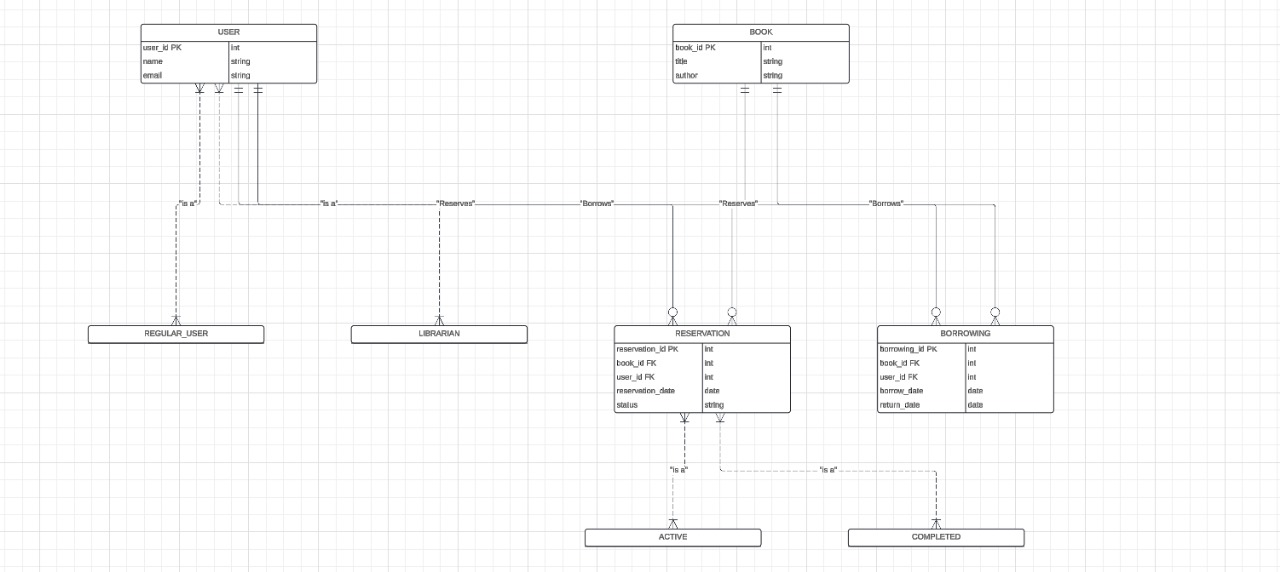 USER
user_id PK int
name string
email string
BOOK
book_id PK int
title string
author string
"is a" "is a" "Reserves" "Borrows" "Reserves" "Borrows"
REGULAR_USER
LIBRARIAN
RESERVATION
reservation_id PK int
book_id FK int
user_id FK int
reservation_date date
status string
BORROWING
borrowing_id PK int
book_id FK int
user_id FK int
borrow_date date
return_date date
"is a" "is a"
ACTIVE
COMPLETED